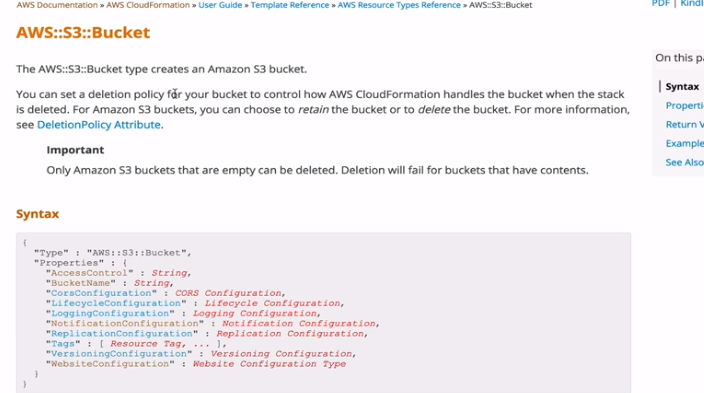 AWS Documentation » AWS CloudFormation » User Guide » Template Reference » AWS Resource Types Reference » AWS::S3::Bucket
PDF | Kindl
AWS::S3::Bucket
The AWS::S3::Bucket type creates an Amazon S3 bucket.
You can set a deletion policy for your bucket to control how AWS CloudFormation handles the bucket when the stack
is deleted. For Amazon S3 buckets, you can choose to retain the bucket or to delete the bucket. For more information,
see DeletionPolicy Attribute.
Important
Only Amazon S3 buckets that are empty can be deleted. Deletion will fail for buckets that have contents.
Syntax
{
"Type" : "AWS::S3::Bucket",
"Properties" : {
"AccessControl" : String,
"BucketName" : String,
"CorsConfiguration" : CORS Configuration,
"LifecycleConfiguration" : Lifecycle Configuration,
"LoggingConfiguration" : Logging Configuration,
"NotificationConfiguration" : Notification Configuration,
"ReplicationConfiguration" : Replication Configuration,
"Tags" : [ Resource Tag, ... ],
"VersioningConfiguration" : Versioning Configuration,
"WebsiteConfiguration" : Website Configuration Type
}
}
On this pa
Syntax
Properti
Return V
Example
See Also